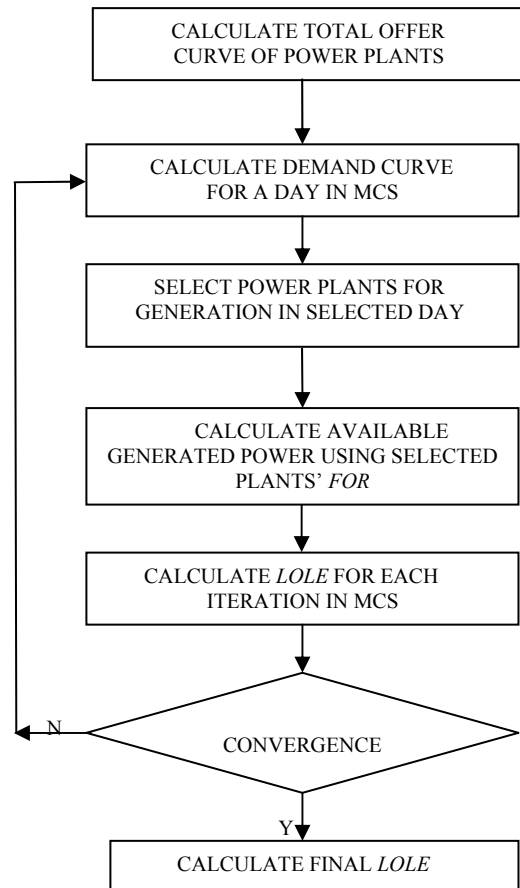 CALCULATE TOTAL OFFER
CURVE OF POWER PLANTS
CALCULATE DEMAND CURVE
FOR A DAY IN MCS
SELECT POWER PLANTS FOR
GENERATION IN SELECTED DAY
CALCULATE AVAILABLE
GENERATED POWER USING SELECTED
PLANTS’ FOR
CALCULATE LOLE FOR EACH
ITERATION IN MCS
N
CONVERGENCE
Y
CALCULATE FINAL LOLE